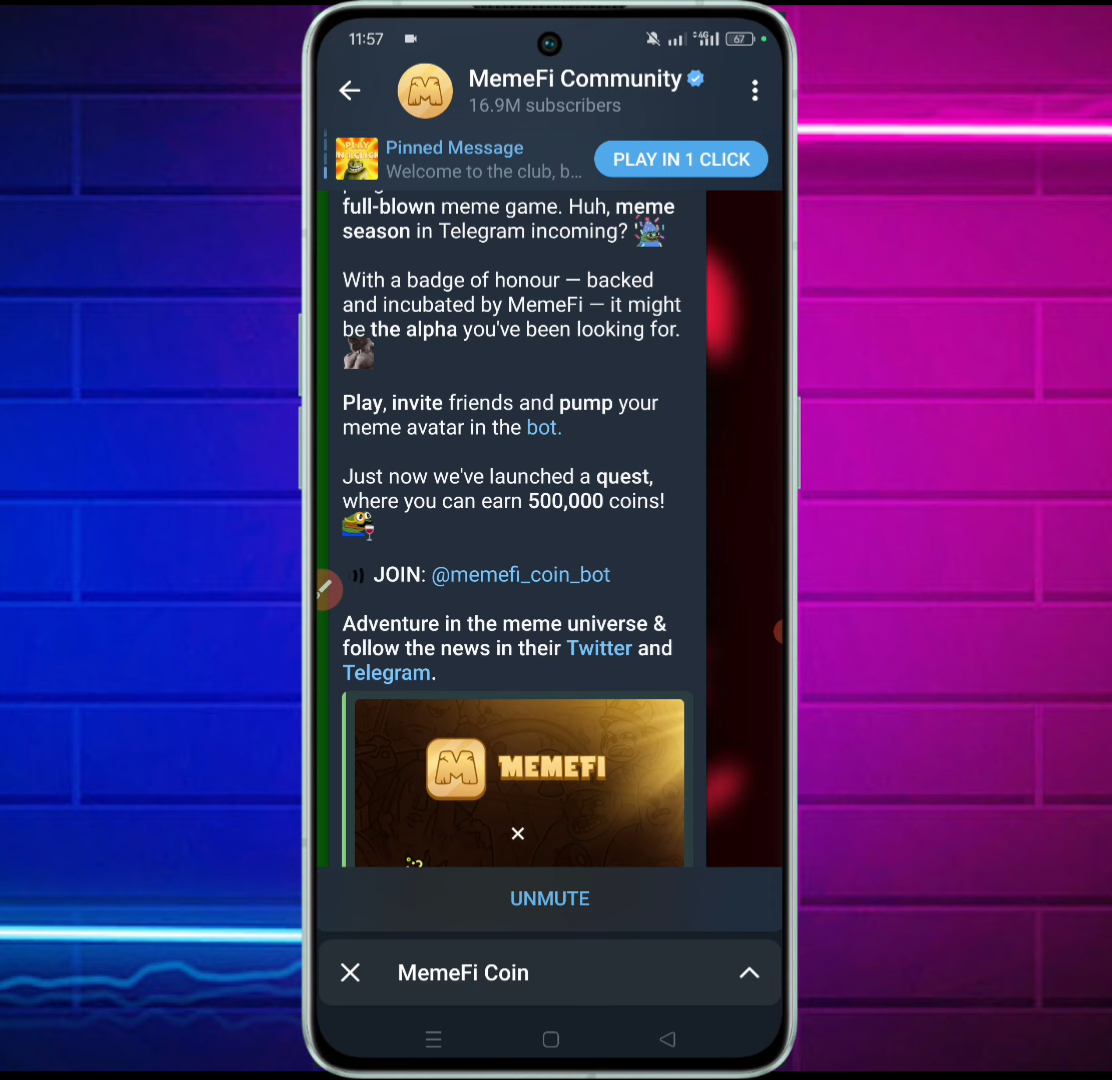 11:57
4G
67
MemeFi Community
16.9M subscribers
Pinned Message
Welcome to the club, b...
PLAY IN 1 CLICK
full-blown meme game. Huh, meme
season in Telegram incoming?
With a badge of honour — backed
and incubated by MemeFi — it might
be the alpha you've been looking for.
Play, invite friends and pump your
meme avatar in the bot.
Just now we've launched a quest,
where you can earn 500,000 coins!
JOIN: @memefi_coin_bot
Adventure in the meme universe &
follow the news in their Twitter and
Telegram.
M MEMEFI
UNMUTE
MemeFi Coin